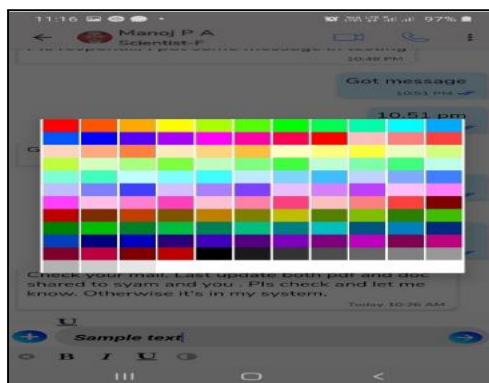 11:16
97%
Manoj P A
Scientist-F
10:48 PM
Got message
10:51 PM
10.51 pm
Check your mail. Last update both pdf and doc
shared to syam and you . Pls check and let me
know. Otherwise it's in my system.
Today 10:26 AM
U
Sample text
B I U